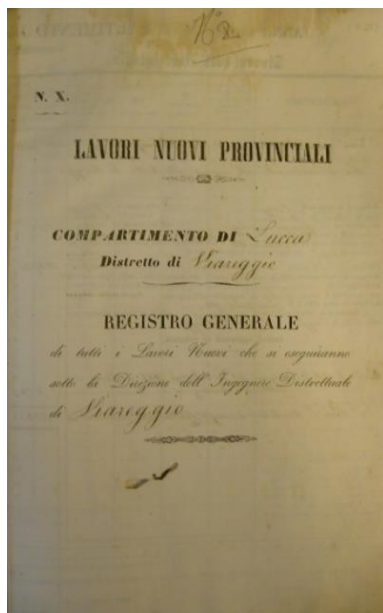 N° 2.
N. X.
LAVORI NUOVI PROVINCIALI
COMPARTIMENTO DI Lucca
Distretto di Viareggio
REGISTRO GENERALE
di tutti i Lavori Nuovi che si eseguiranno
sotto la Direzione dell' Ingegnere Distrettuale
di Viareggio